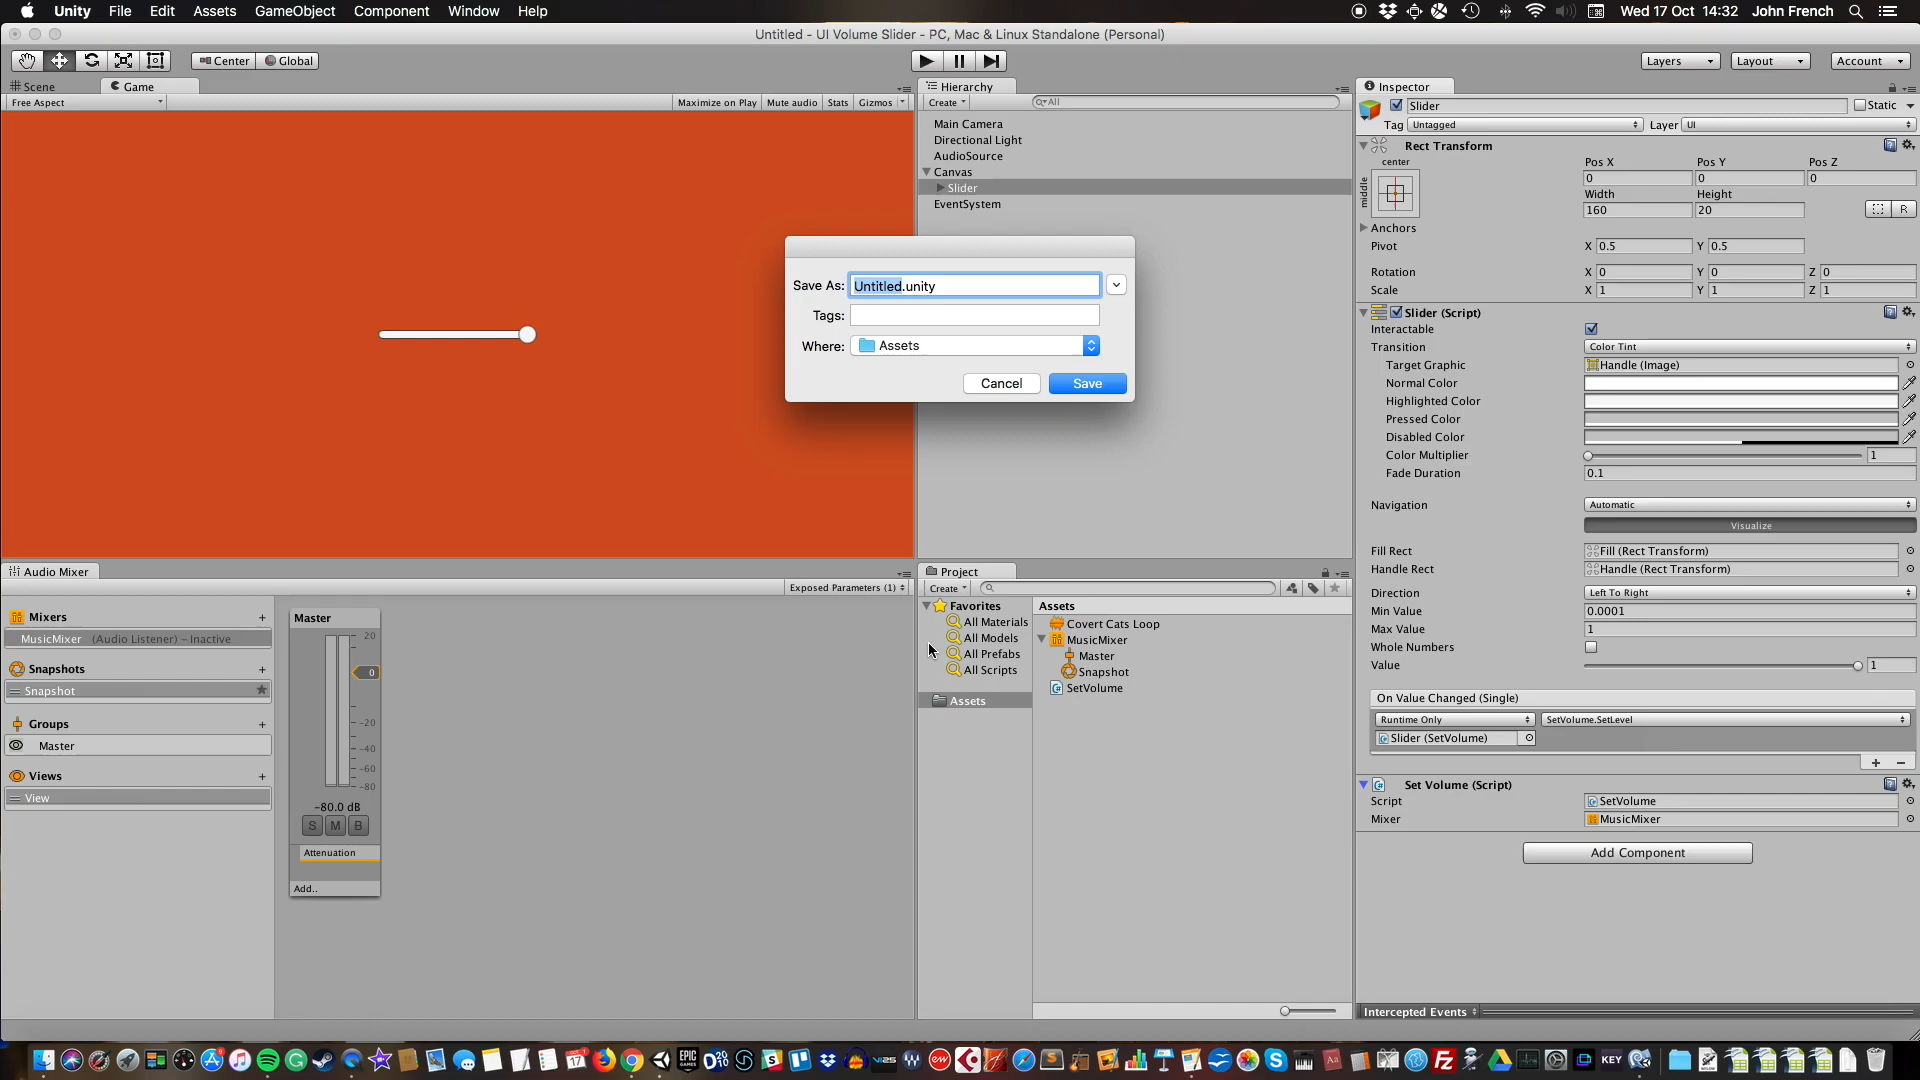 Unity File Edit Assets GameObject Component Window Help Wed 17 Oct 14:32 John French
Untitled - UI Volume Slider - PC, Mac & Linux Standalone (Personal)
Center Global Layers Layout Account
Scene Game
Free Aspect Maximize on Play Mute audio Stats Gizmos
Hierarchy
Create All
Main Camera
Directional Light
AudioSource
Canvas
Slider
EventSystem
Save As: Untitled.unity
Tags:
Where: Assets
Cancel Save
Inspector
Slider Static
Tag Untagged Layer UI
Rect Transform
center
middle
Pos X Pos Y Pos Z
0 0 0
Width Height
160 20 R
Anchors
Pivot X 0.5 Y 0.5
Rotation X 0 Y 0 Z 0
Scale X 1 Y 1 Z 1
Slider (Script)
Interactable
Transition Color Tint
Target Graphic Handle (Image)
Normal Color
Highlighted Color
Pressed Color
Disabled Color
Color Multiplier 1
Fade Duration 0.1
Navigation Automatic
Visualize
Fill Rect Fill (Rect Transform)
Handle Rect Handle (Rect Transform)
Direction Left To Right
Min Value 0.0001
Max Value 1
Whole Numbers
Value 1
On Value Changed (Single)
Runtime Only SetVolume.SetLevel
Slider (SetVolume)
+ −
Set Volume (Script)
Script SetVolume
Mixer MusicMixer
Add Component
Intercepted Events
Audio Mixer
Exposed Parameters (1)
Mixers +
MusicMixer (Audio Listener) – Inactive
Snapshots +
Snapshot
Groups +
Master
Views +
View
Master
20
0
-20
-40
-60
-80
-80.0 dB
S M B
Attenuation
Add..
Project
Create
Favorites
All Materials
All Models
All Prefabs
All Scripts
Assets
Assets
Covert Cats Loop
MusicMixer
Master
Snapshot
SetVolume